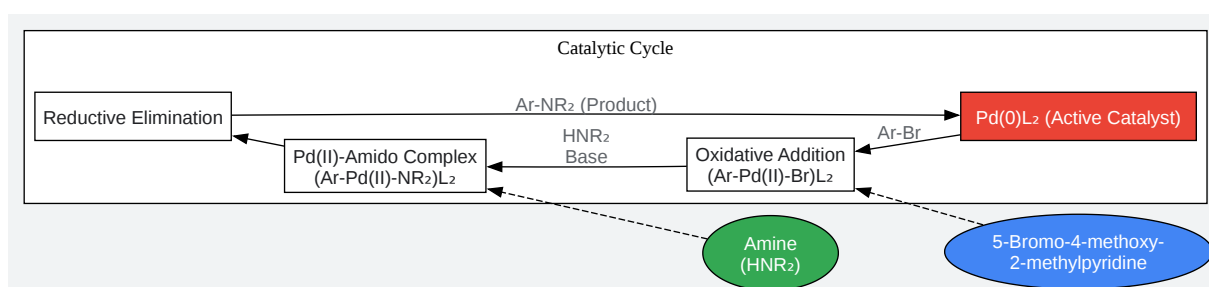 Catalytic Cycle
Reductive Elimination
Ar-NR₂ (Product)
Pd(0)L₂ (Active Catalyst)
Ar-Br
HNR₂
Base
Pd(II)-Amido Complex
(Ar-Pd(II)-NR₂)L₂
Oxidative Addition
(Ar-Pd(II)-Br)L₂
Amine
(HNR₂)
5-Bromo-4-methoxy-
2-methylpyridine